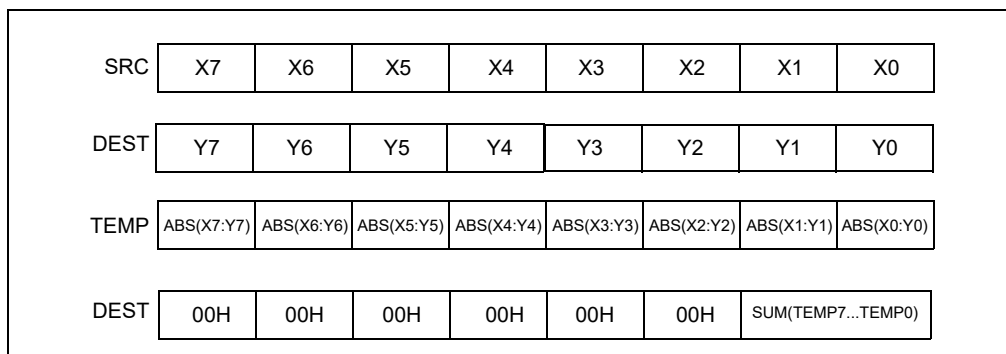 SRC X7 X6 X5 X4 X3 X2 X1 X0
DEST Y7 Y6 Y5 Y4 Y3 Y2 Y1 Y0
TEMP ABS(X7:Y7) ABS(X6:Y6) ABS(X5:Y5) ABS(X4:Y4) ABS(X3:Y3) ABS(X2:Y2) ABS(X1:Y1) ABS(X0:Y0)
DEST 00H 00H 00H 00H 00H 00H SUM(TEMP7...TEMP0)